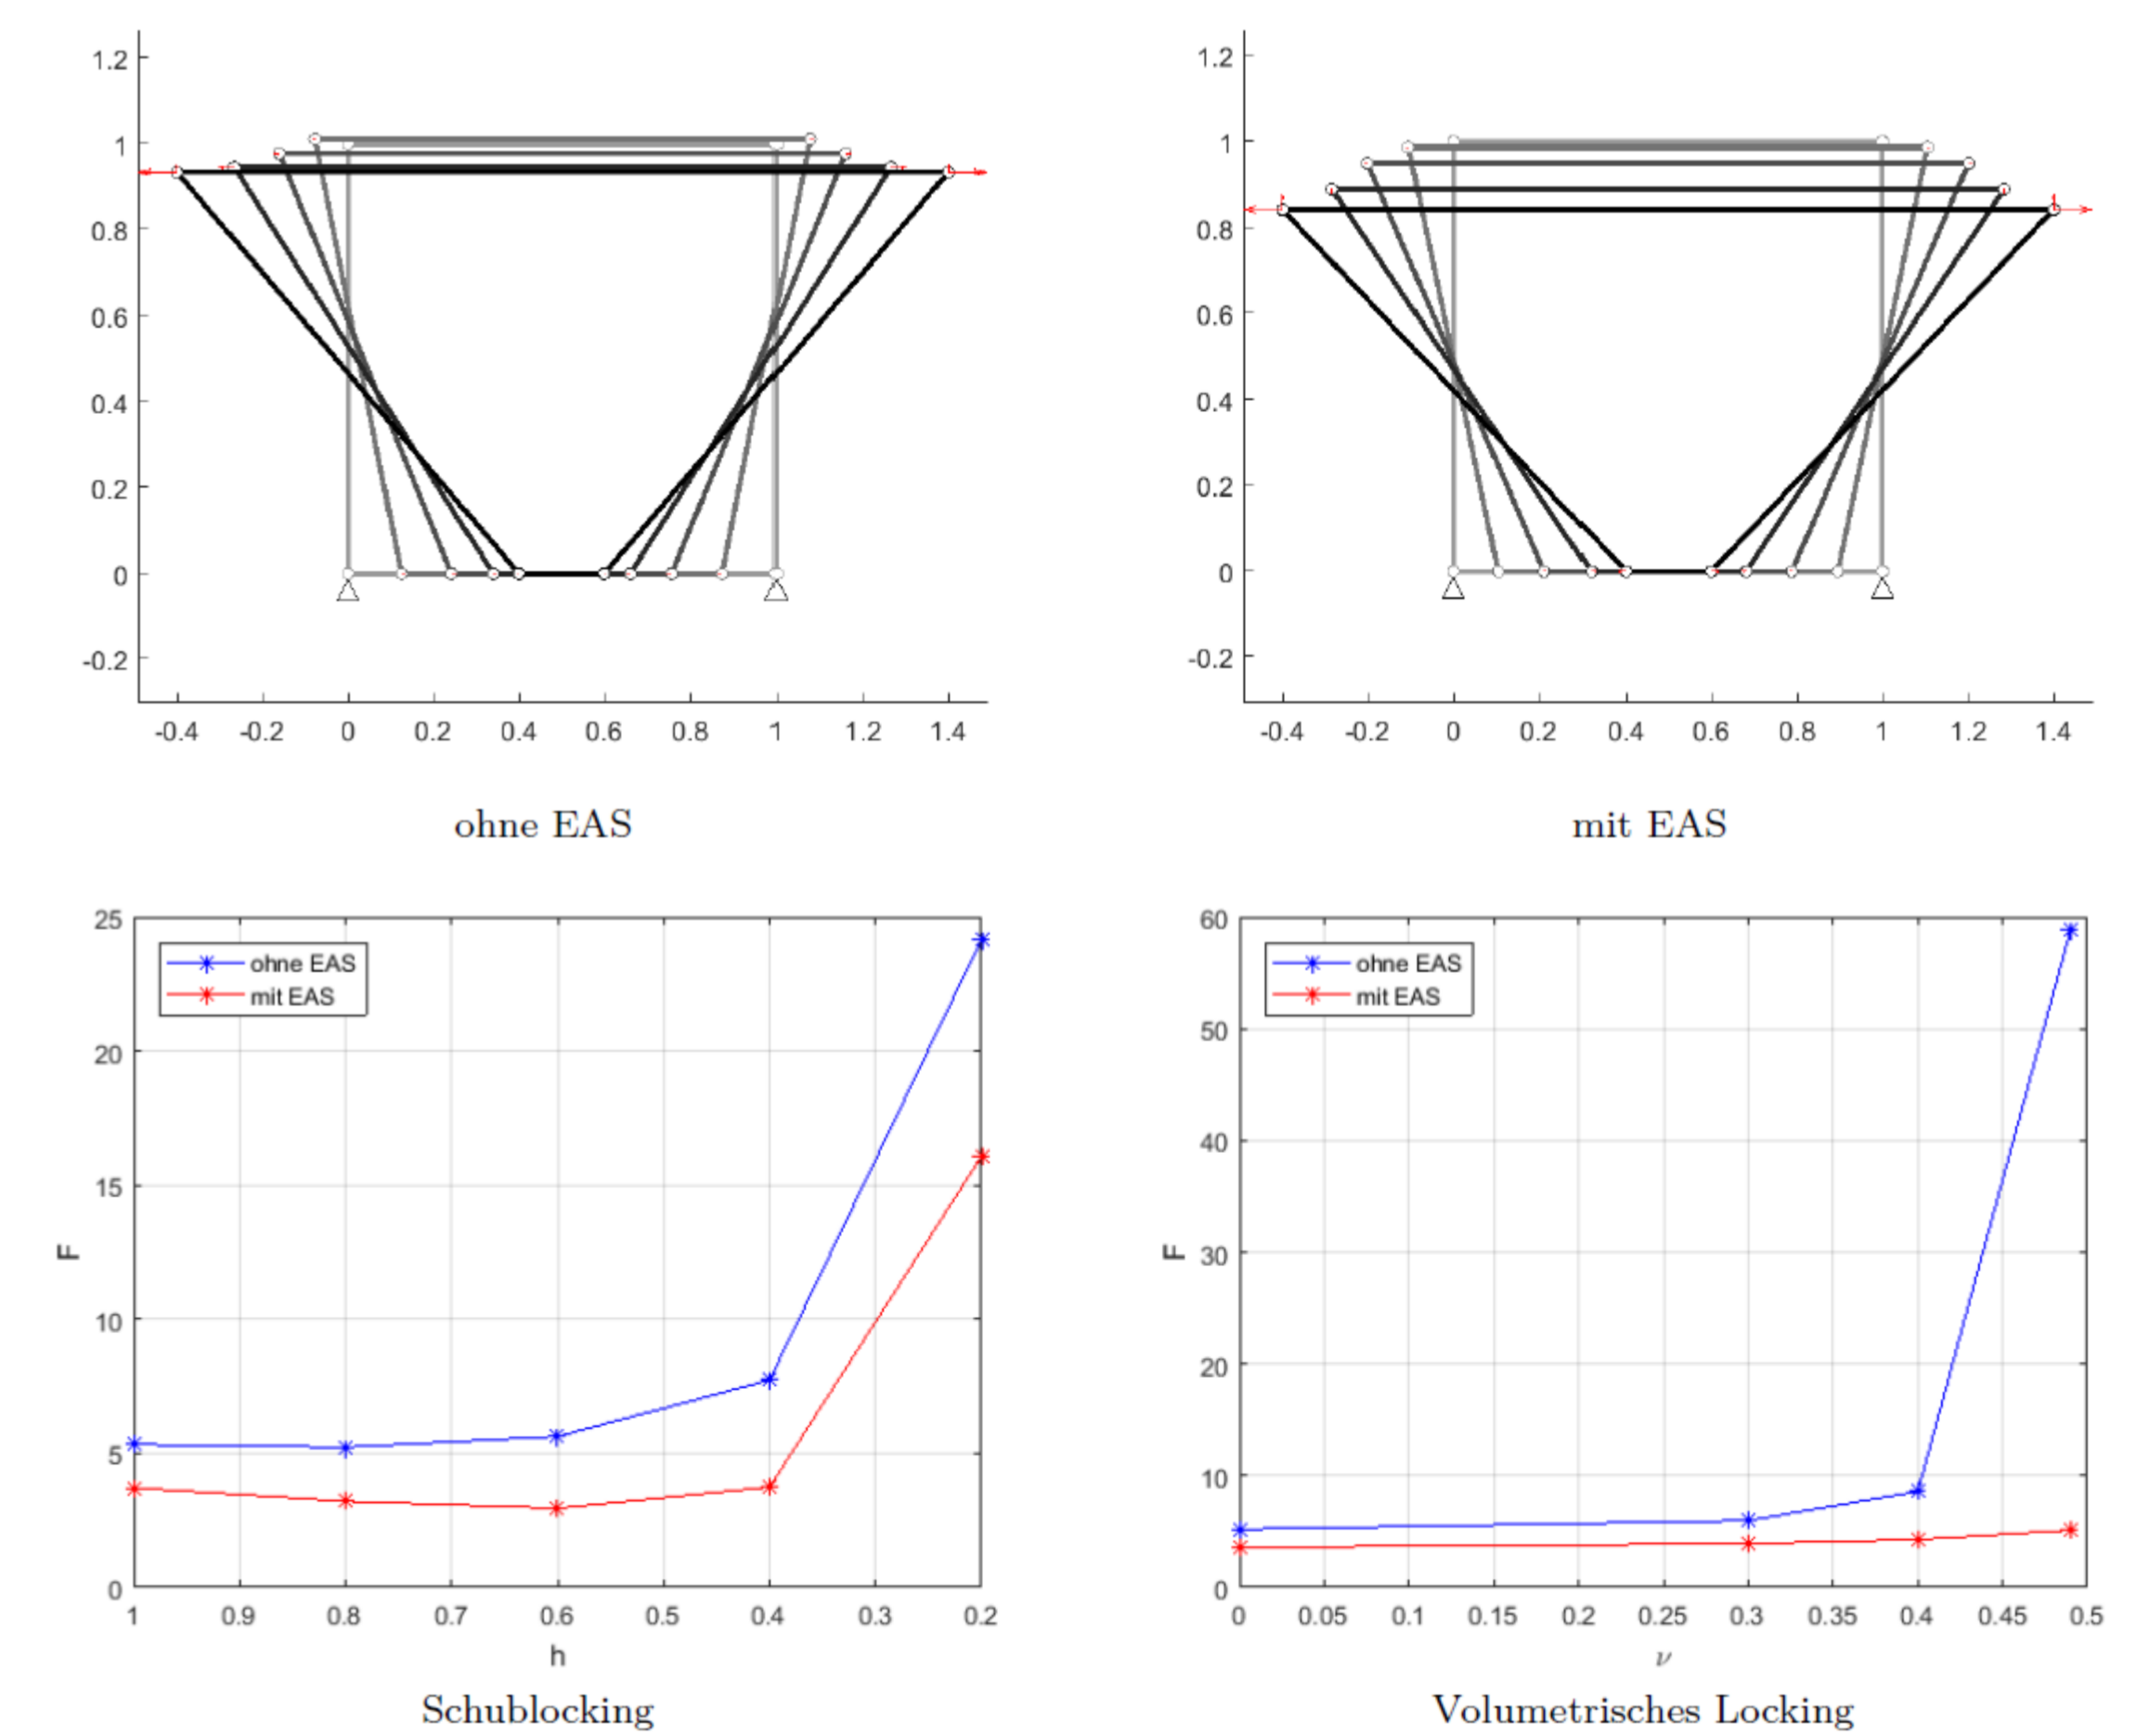 1.2
1
0.8
0.6
0.4
0.2
0
-0.2
-0.4 -0.2 0 0.2 0.4 0.6 0.8 1 1.2 1.4
ohne EAS
1.2
1
0.8
0.6
0.4
0.2
0
-0.2
-0.4 -0.2 0 0.2 0.4 0.6 0.8 1 1.2 1.4
mit EAS
25
20
15
10
5
0
F
ohne EAS
mit EAS
1 0.9 0.8 0.7 0.6 0.5 0.4 0.3 0.2
h
Schublocking
60
50
40
30
20
10
0
F
ohne EAS
mit EAS
0 0.05 0.1 0.15 0.2 0.25 0.3 0.35 0.4 0.45 0.5
ν
Volumetrisches Locking